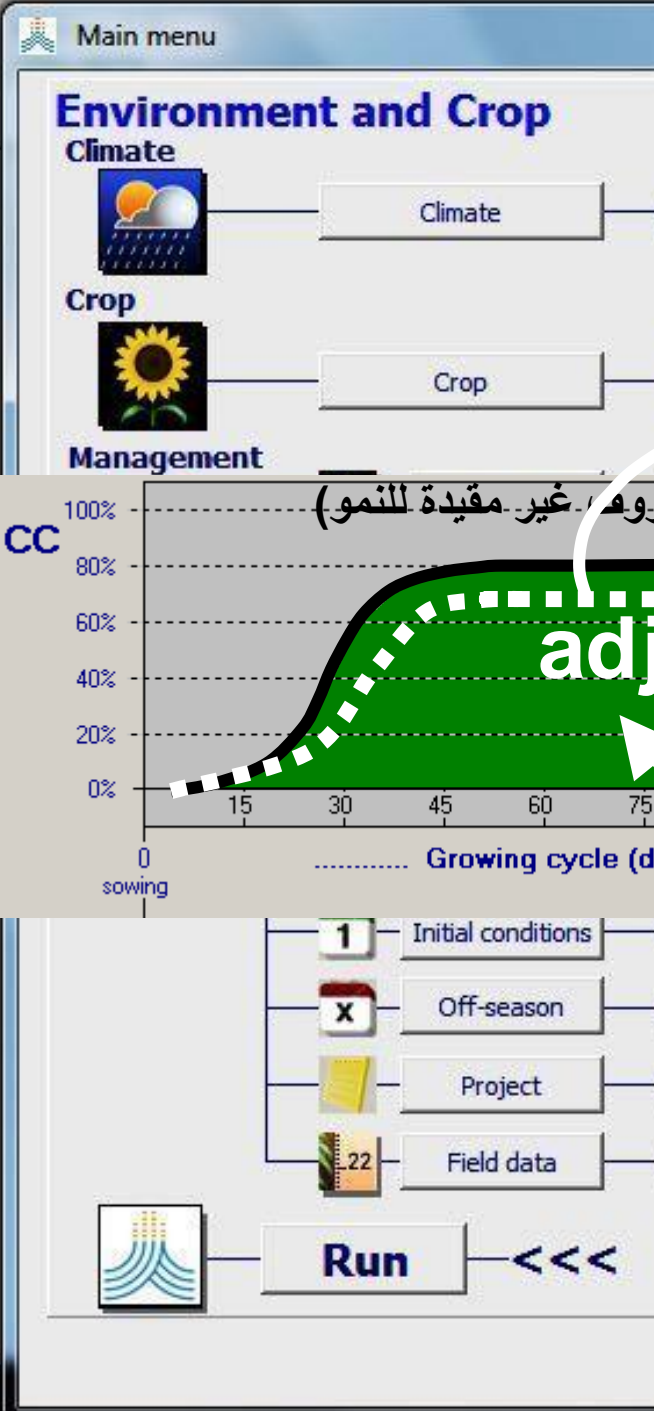 Main menu
Environment and Crop
Climate
Climate
Crop
Crop
Management
غير مقيدة للنمو)
CC
100%
80%
60%
40%
20%
0%
adj
15 30 45 60 75
0
sowing
Growing cycle (d
1
Initial conditions
X
Off-season
Project
22
Field data
Run
<<<